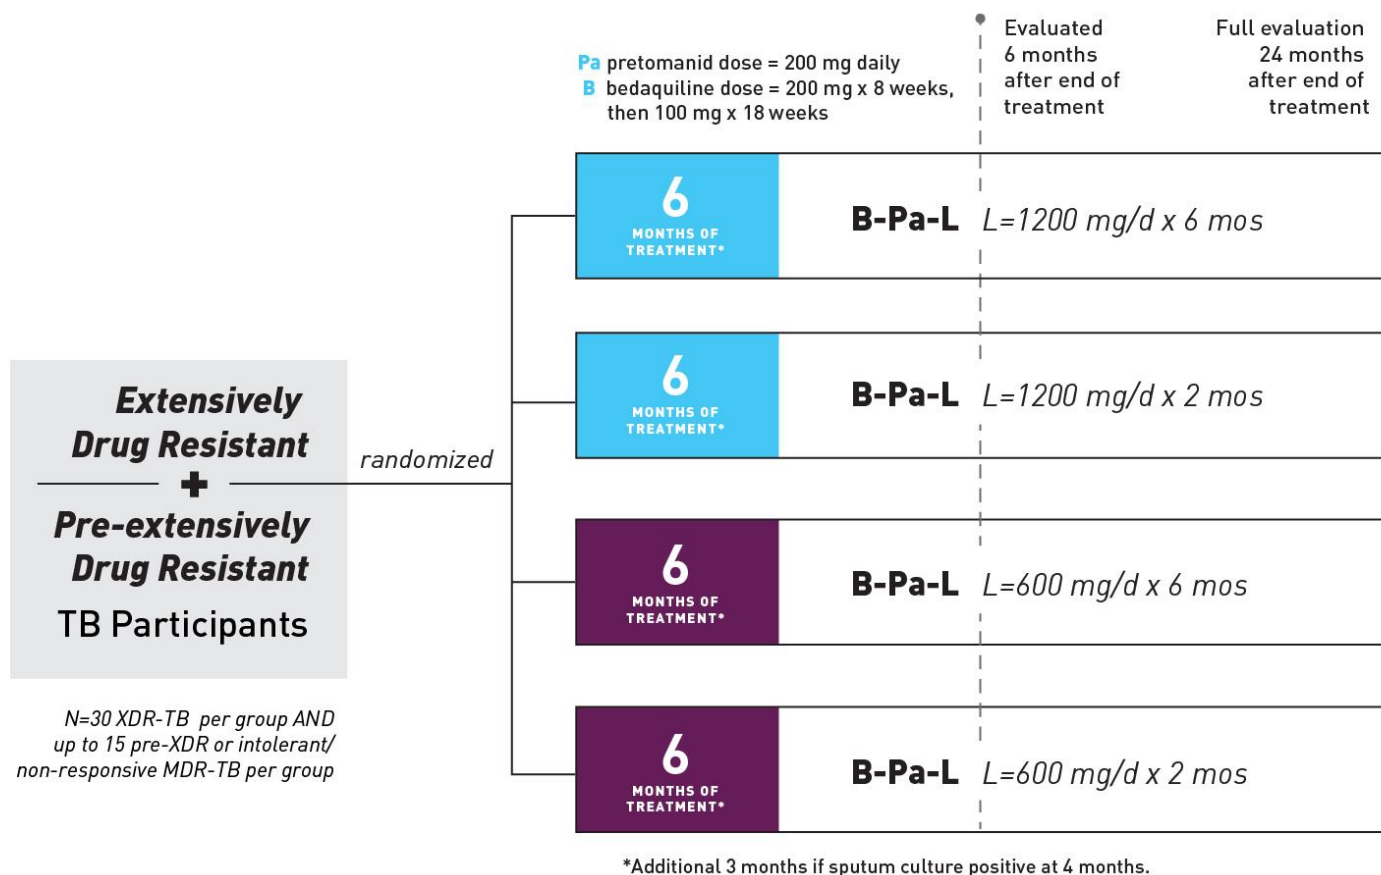 Pa pretomanid dose = 200 mg daily
B bedaquiline dose = 200 mg x 8 weeks,
then 100 mg x 18 weeks
Evaluated
6 months
after end of
treatment
Full evaluation
24 months
after end of
treatment
Extensively
Drug Resistant
+
Pre-extensively
Drug Resistant
TB Participants
N=30 XDR-TB per group AND
up to 15 pre-XDR or intolerant/
non-responsive MDR-TB per group
randomized
6
MONTHS OF
TREATMENT*
B-Pa-L L=1200 mg/d x 6 mos
6
MONTHS OF
TREATMENT*
B-Pa-L L=1200 mg/d x 2 mos
6
MONTHS OF
TREATMENT*
B-Pa-L L=600 mg/d x 6 mos
6
MONTHS OF
TREATMENT*
B-Pa-L L=600 mg/d x 2 mos
*Additional 3 months if sputum culture positive at 4 months.